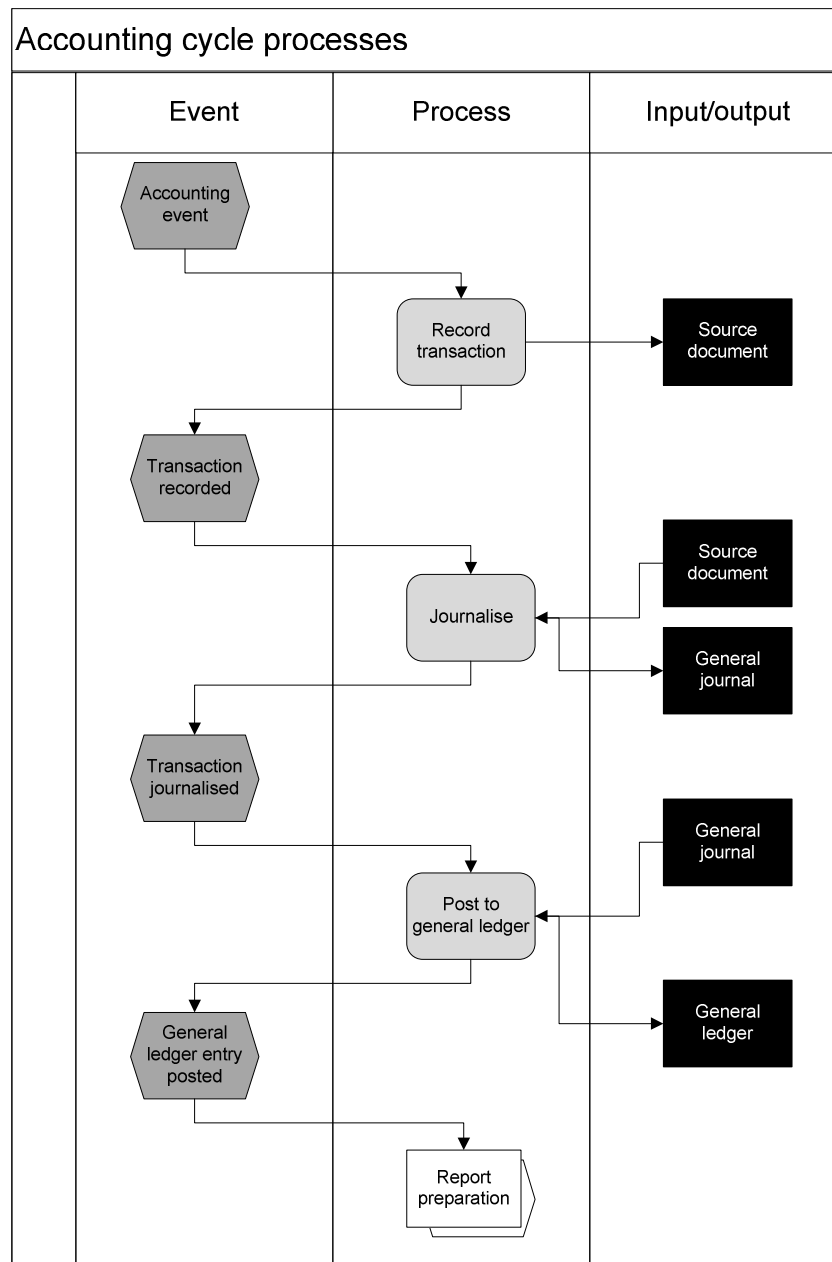 Accounting cycle processes
Event
Process
Input/output
Accounting
event
Record
transaction
Source
document
Transaction
recorded
Source
document
Journalise
General
journal
Transaction
journalised
General
journal
Post to
general ledger
General
ledger
General
ledger entry
posted
Report
preparation